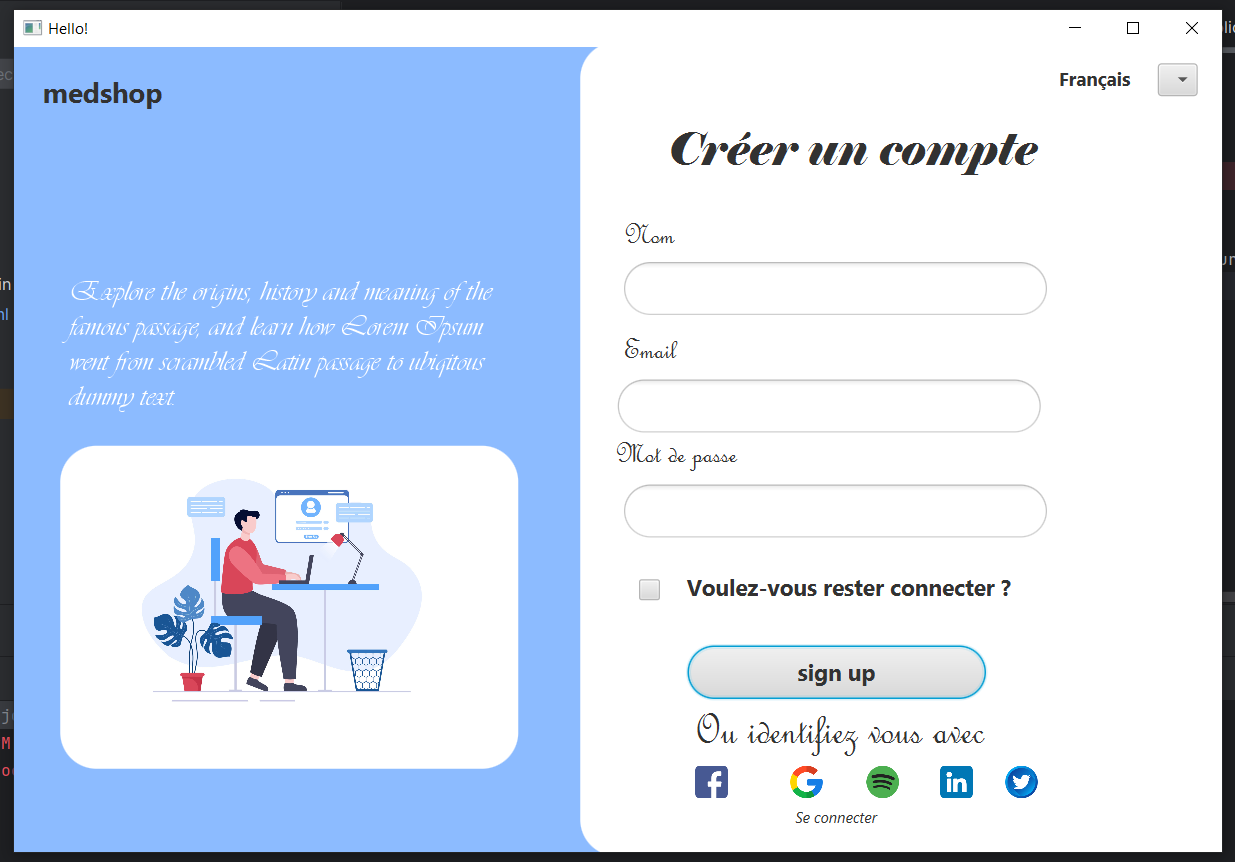 Hello!
medshop
Explore the origins, history and meaning of the
famous passage, and learn how Lorem Ipsum
went from scrambled Latin passage to ubiqitous
dummy text.
Français
Créer un compte
Nom
Email
Mot de passe
Voulez-vous rester connecter ?
sign up
Ou identifiez vous avec
f
G
in
Se connecter